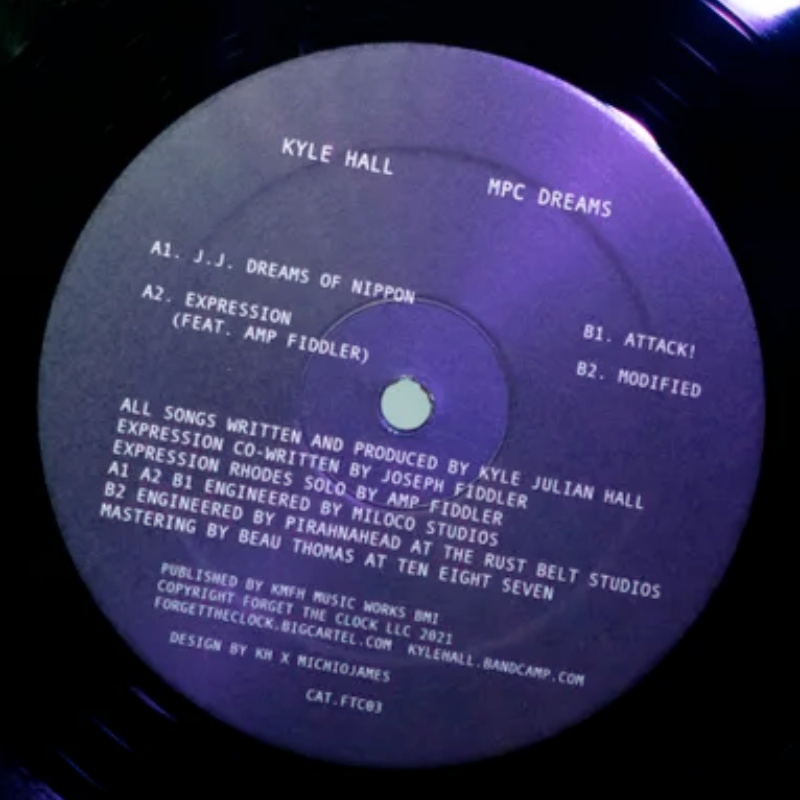 KYLE HALL
MPC DREAMS
A1. J.J. DREAMS OF NIPPON
A2. EXPRESSION
(FEAT. AMP FIDDLER)
B1. ATTACK!
B2. MODIFIED
ALL SONGS WRITTEN AND PRODUCED BY KYLE JULIAN HALL
EXPRESSION CO-WRITTEN BY JOSEPH FIDDLER
EXPRESSION RHODES SOLO BY AMP FIDDLER
A1 A2 B1 ENGINEERED BY MILOCO STUDIOS
B2 ENGINEERED BY PIRAHNAHEAD AT THE RUST BELT STUDIOS
MASTERING BY BEAU THOMAS AT TEN EIGHT SEVEN
PUBLISHED BY KMFH MUSIC WORKS BMI
COPYRIGHT FORGET THE CLOCK LLC 2021
FORGETTHECLOCK.BIGCARTEL.COM KYLEHALL.BANDCAMP.COM
DESIGN BY KH X MICHIOJAMES
CAT.FTC03